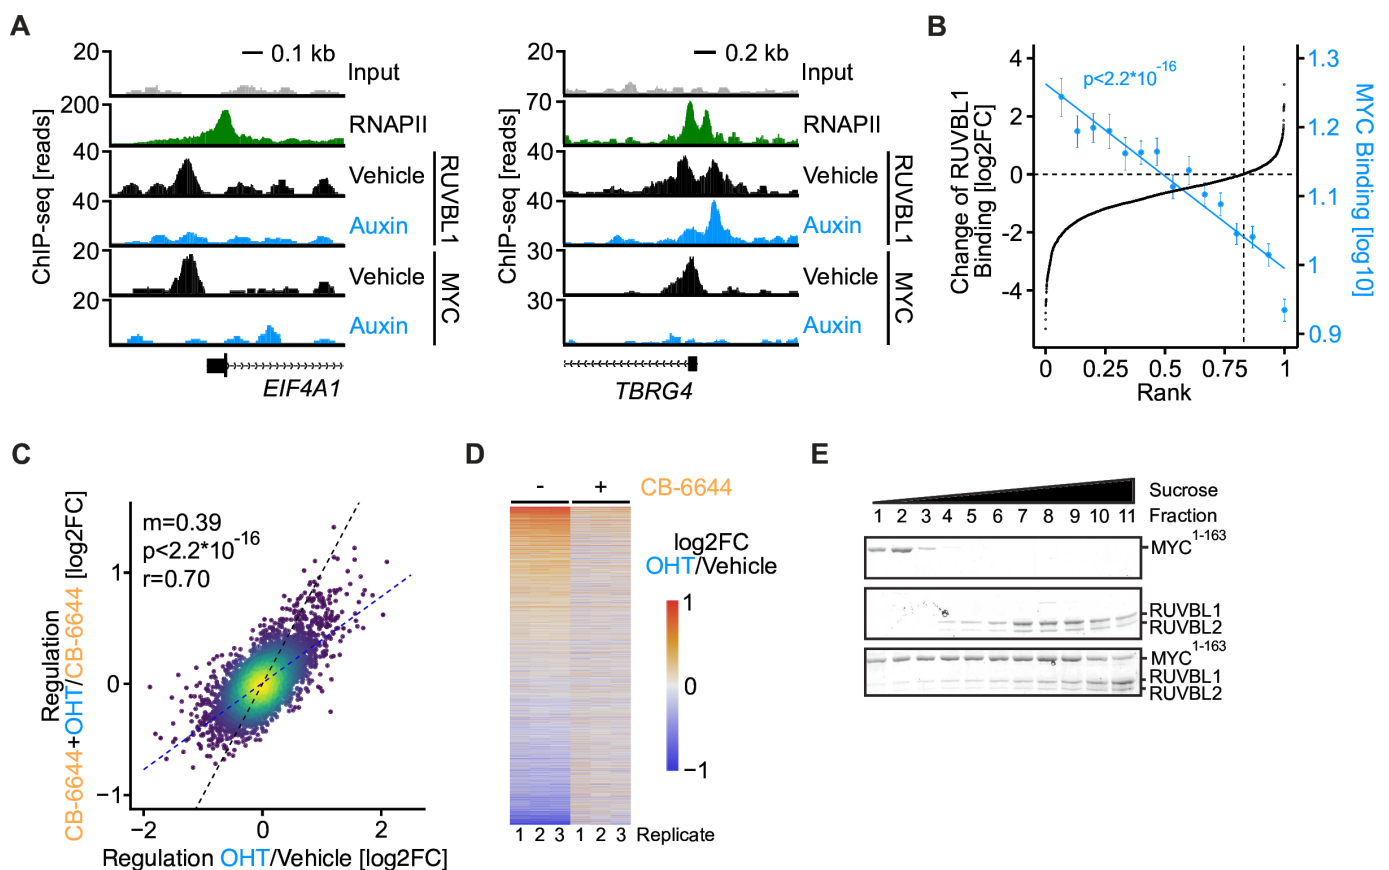 A
20
0.1 kb
Input
200
RNAPII
40
Vehicle
40
Auxin
20
Vehicle
20
Auxin
ChIP-seq [reads]
RUVBL1
MYC
EIF4A1
20
0.2 kb
Input
70
RNAPII
40
Vehicle
40
Auxin
30
Vehicle
30
Auxin
ChIP-seq [reads]
RUVBL1
MYC
TBRG4
B
Change of RUVBL1
Binding [log2FC]
4
2
0
−2
−4
p<2.2*10-16
1.3
1.2
1.1
1
0.9
MYC Binding [log10]
0
0.25
0.5
0.75
1
Rank
C
Regulation
CB-6644+OHT/CB-6644 [log2FC]
m=0.39
p<2.2*10-16
r=0.70
1
0
−1
−2
0
2
Regulation OHT/Vehicle [log2FC]
D
- + CB-6644
log2FC
OHT/Vehicle
1
0
−1
1 2 3 1 2 3 Replicate
E
Sucrose
1 2 3 4 5 6 7 8 9 10 11 Fraction
MYC1-163
RUVBL1
RUVBL2
MYC1-163
RUVBL1
RUVBL2